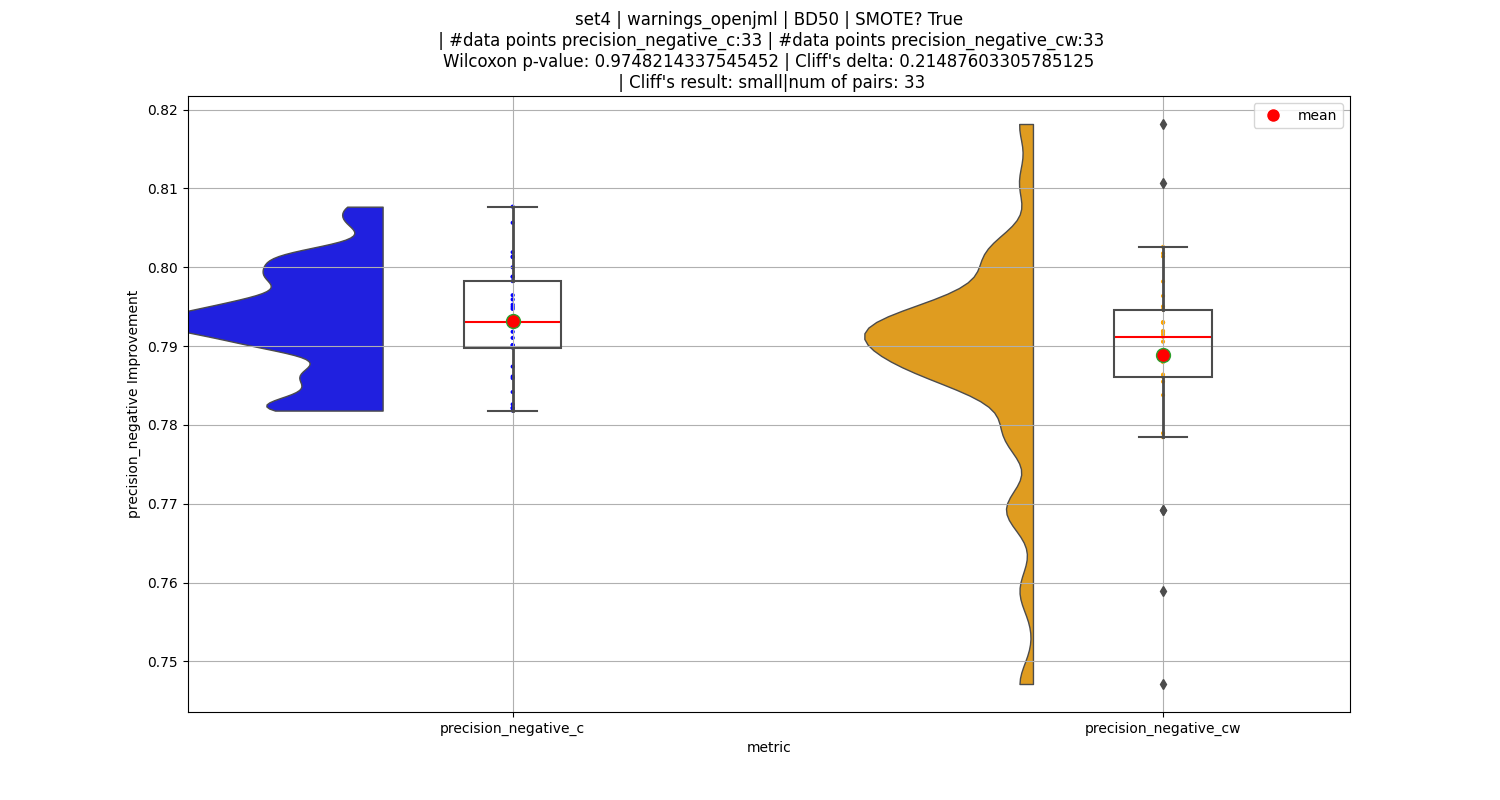 set4 | warnings_openjml | BD50 | SMOTE? True
| #data points precision_negative_c:33 | #data points precision_negative_cw:33
Wilcoxon p-value: 0.9748214337545452 | Cliff's delta: 0.21487603305785125
| Cliff's result: small|num of pairs: 33
mean
0.82
0.81
0.80
0.79
0.78
0.77
0.76
0.75
precision_negative Improvement
precision_negative_c
precision_negative_cw
metric